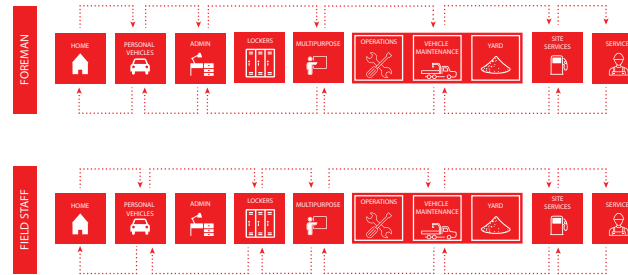 FOREMAN
HOME
PERSONAL
VEHICLES
ADMIN
LOCKERS
MULTIPURPOSE
OPERATIONS
VEHICLE
MAINTENANCE
YARD
SITE
SERVICES
SERVICE
FIELD STAFF
HOME
PERSONAL
VEHICLES
ADMIN
LOCKERS
MULTIPURPOSE
OPERATIONS
VEHICLE
MAINTENANCE
YARD
SITE
SERVICES
SERVICE